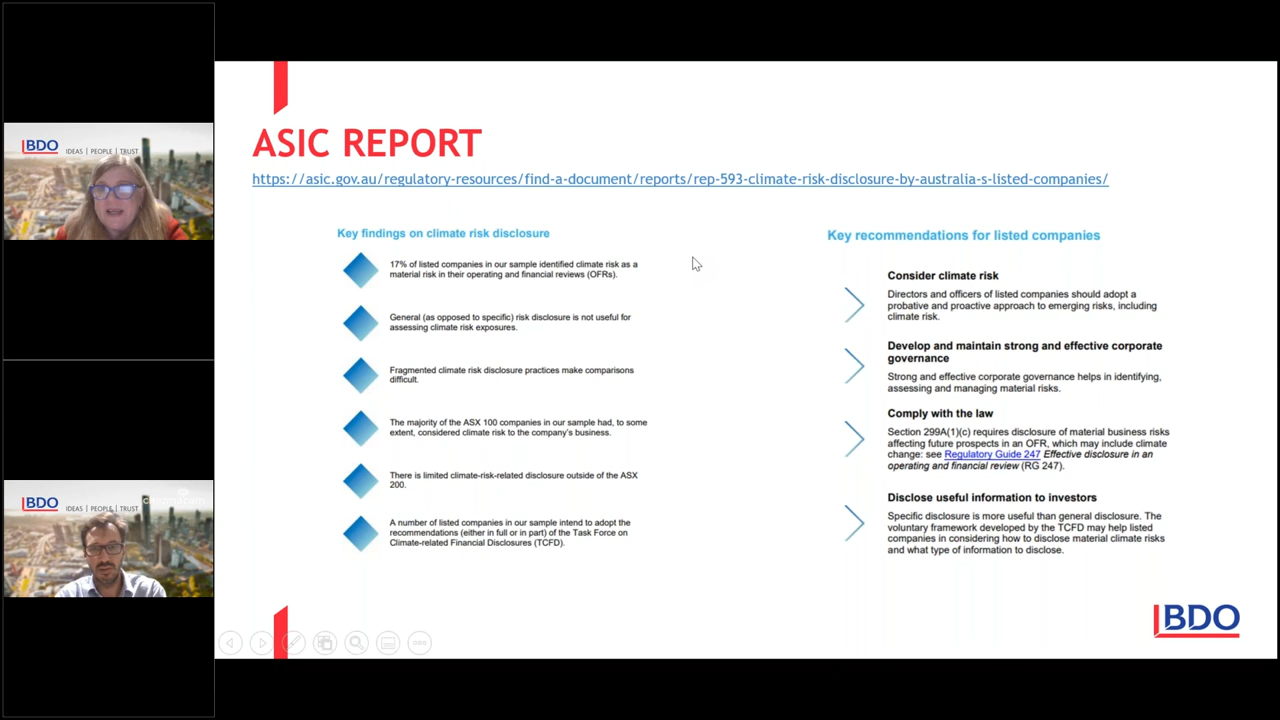 BDO IDEAS | PEOPLE | TRUST
BDO IDEAS | PEOPLE | TRUST
ASIC REPORT
https://asic.gov.au/regulatory-resources/find-a-document/reports/rep-593-climate-risk-disclosure-by-australia-s-listed-companies/
Key findings on climate risk disclosure
17% of listed companies in our sample identified climate risk as a
material risk in their operating and financial reviews (OFRs).
General (as opposed to specific) risk disclosure is not useful for
assessing climate risk exposures.
Fragmented climate risk disclosure practices make comparisons
difficult.
The majority of the ASX 100 companies in our sample had, to some
extent, considered climate risk to the company's business.
There is limited climate-risk-related disclosure outside of the ASX
200.
A number of listed companies in our sample intend to adopt the
recommendations (either in full or in part) of the Task Force on
Climate-related Financial Disclosures (TCFD).
Key recommendations for listed companies
Consider climate risk
Directors and officers of listed companies should adopt a
probative and proactive approach to emerging risks, including
climate risk.
Develop and maintain strong and effective corporate
governance
Strong and effective corporate governance helps in identifying,
assessing and managing material risks.
Comply with the law
Section 299A(1)(c) requires disclosure of material business risks
affecting future prospects in an OFR, which may include climate
change: see Regulatory Guide 247 Effective disclosure in an
operating and financial review (RG 247).
Disclose useful information to investors
Specific disclosure is more useful than general disclosure. The
voluntary framework developed by the TCFD may help listed
companies in considering how to disclose material climate risks
and what type of information to disclose.
BDO